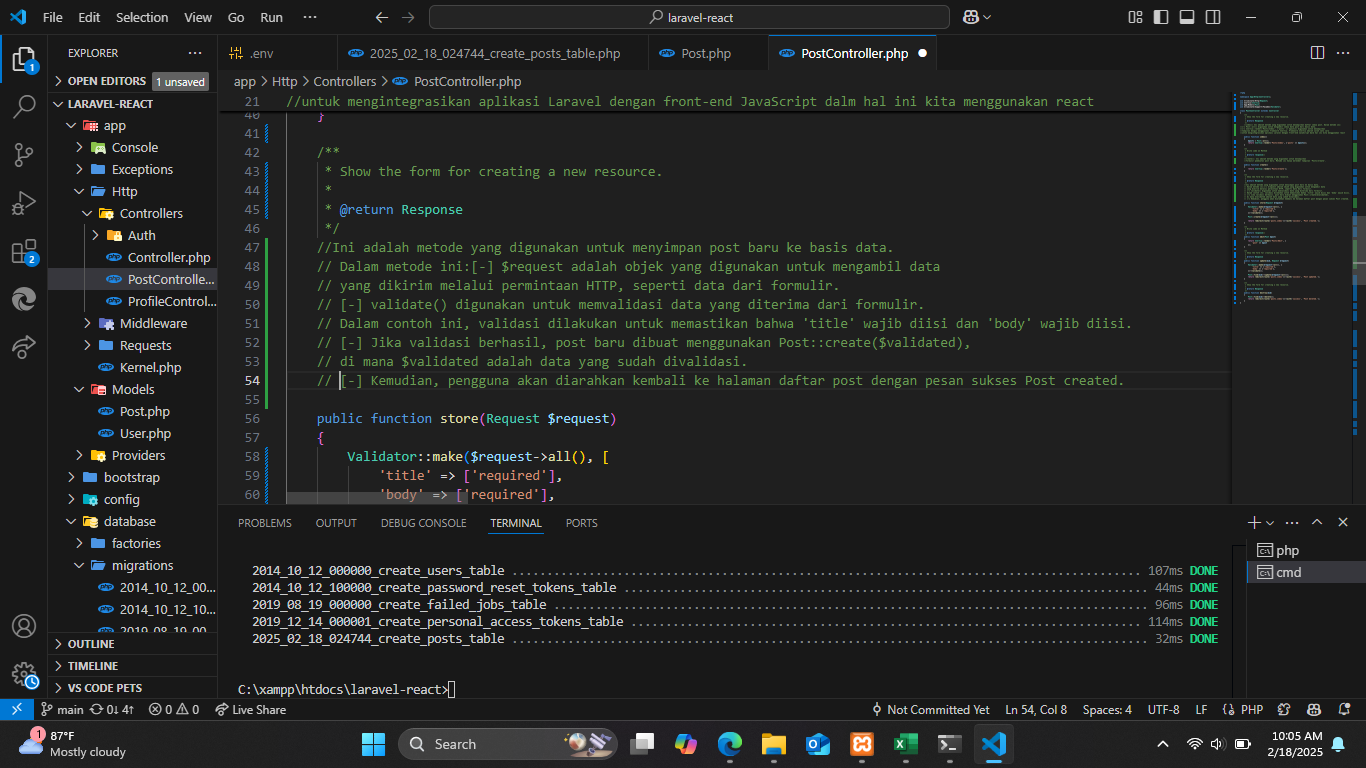 File Edit Selection View Go Run ···
laravel-react
EXPLORER ···
OPEN EDITORS 1 unsaved
LARAVEL-REACT
app
Console
Exceptions
Http
Controllers
Auth
Controller.php
PostControlle...
ProfileControl...
Middleware
Requests
Kernel.php
Models
Post.php
User.php
Providers
bootstrap
config
database
factories
migrations
2014_10_12_00...
2014_10_12_10...
2019_08_19_00...
OUTLINE
TIMELINE
VS CODE PETS
.env
2025_02_18_024744_create_posts_table.php
Post.php
PostController.php
app > Http > Controllers > PostController.php
21 //untuk mengintegrasikan aplikasi Laravel dengan front-end JavaScript dalm hal ini kita menggunakan react
40 }
41
42 /**
43 * Show the form for creating a new resource.
44 *
45 * @return Response
46 */
47 //Ini adalah metode yang digunakan untuk menyimpan post baru ke basis data.
48 // Dalam metode ini:[-] $request adalah objek yang digunakan untuk mengambil data
49 // yang dikirim melalui permintaan HTTP, seperti data dari formulir.
50 // [-] validate() digunakan untuk memvalidasi data yang diterima dari formulir.
51 // Dalam contoh ini, validasi dilakukan untuk memastikan bahwa 'title' wajib diisi dan 'body' wajib diisi.
52 // [-] Jika validasi berhasil, post baru dibuat menggunakan Post::create($validated),
53 // di mana $validated adalah data yang sudah divalidasi.
54 // [-] Kemudian, pengguna akan diarahkan kembali ke halaman daftar post dengan pesan sukses Post created.
55
56 public function store(Request $request)
57 {
58 Validator::make($request->all(), [
59 'title' => ['required'],
60 'body' => ['required'],
PROBLEMS OUTPUT DEBUG CONSOLE TERMINAL PORTS
2014_10_12_000000_create_users_table ........ 107ms DONE
2014_10_12_100000_create_password_reset_tokens_table ........ 44ms DONE
2019_08_19_000000_create_failed_jobs_table ........ 96ms DONE
2019_12_14_000001_create_personal_access_tokens_table ........ 114ms DONE
2025_02_18_024744_create_posts_table ........ 32ms DONE
C:\xampp\htdocs\laravel-react>
php
cmd
main 0↓ 4↑ 0 0 Live Share
Not Committed Yet Ln 54, Col 8 Spaces: 4 UTF-8 LF PHP
1
2
1
87°F
Mostly cloudy
Search
10:05 AM
2/18/2025